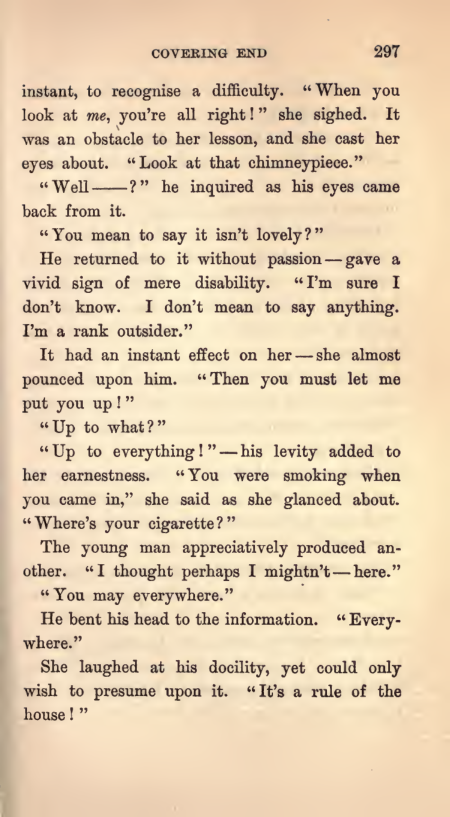 COVERING END 297
instant, to recognise a difficulty. “When you
look at me, you're all right!” she sighed. It
was an obstacle to her lesson, and she cast her
eyes about. “Look at that chimneypiece.”
“Well——?” he inquired as his eyes came
back from it.
“You mean to say it isn't lovely?”
He returned to it without passion—gave a
vivid sign of mere disability. “I'm sure I
don't know. I don't mean to say anything.
I'm a rank outsider.”
It had an instant effect on her—she almost
pounced upon him. “Then you must let me
put you up!”
“Up to what?”
“Up to everything!”—his levity added to
her earnestness. “You were smoking when
you came in,” she said as she glanced about.
“Where's your cigarette?”
The young man appreciatively produced an-
other. “I thought perhaps I mightn't—here.”
“You may everywhere.”
He bent his head to the information. “Every-
where.”
She laughed at his docility, yet could only
wish to presume upon it. “It's a rule of the
house!”